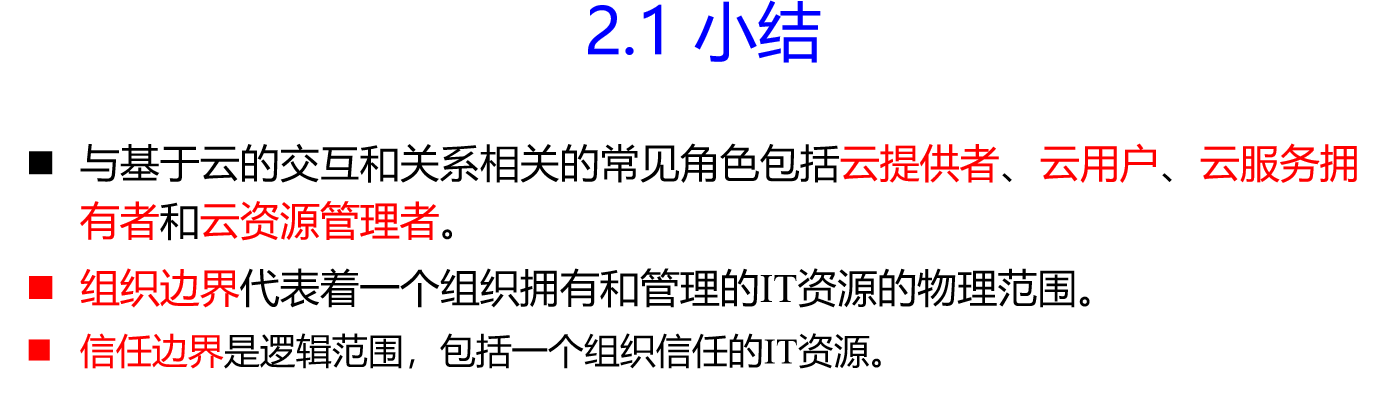 2.1 小结
与基于云的交互和关系相关的常见角色包括云提供者、云用户、云服务拥
有者和云资源管理者。
组织边界代表着一个组织拥有和管理的IT资源的物理范围。
信任边界是逻辑范围，包括一个组织信任的IT资源。